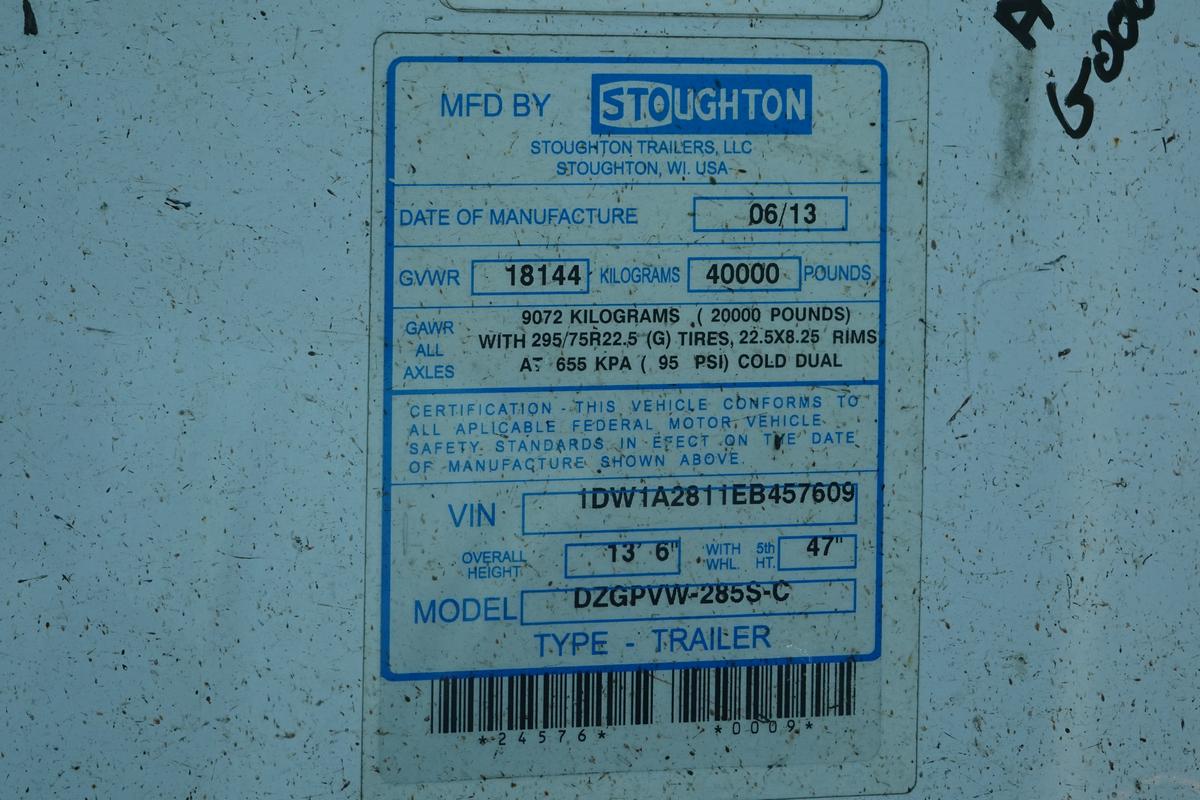 A
5000
MFD BY STOUGHTON
STOUGHTON TRAILERS, LLC
STOUGHTON, WI. USA
DATE OF MANUFACTURE 06/13
GVWR 18144 KILOGRAMS 40000 POUNDS
GAWR ALL AXLES
9072 KILOGRAMS ( 20000 POUNDS)
WITH 295/75R22.5 (G) TIRES, 22.5X8.25 RIMS
AT 655 KPA ( 95 PSI) COLD DUAL
CERTIFICATION - THIS VEHICLE CONFORMS TO
ALL APLICABLE FEDERAL MOTOR VEHICLE
SAFETY STANDARDS IN EFECT ON THE DATE
OF MANUFACTURE SHOWN ABOVE
VIN 1DW1A2811EB457609
OVERALL HEIGHT 13' 6" WITH WHL. 5th HT. 47"
MODEL DZGPVW-285S-C
TYPE - TRAILER
*24576* *0009*